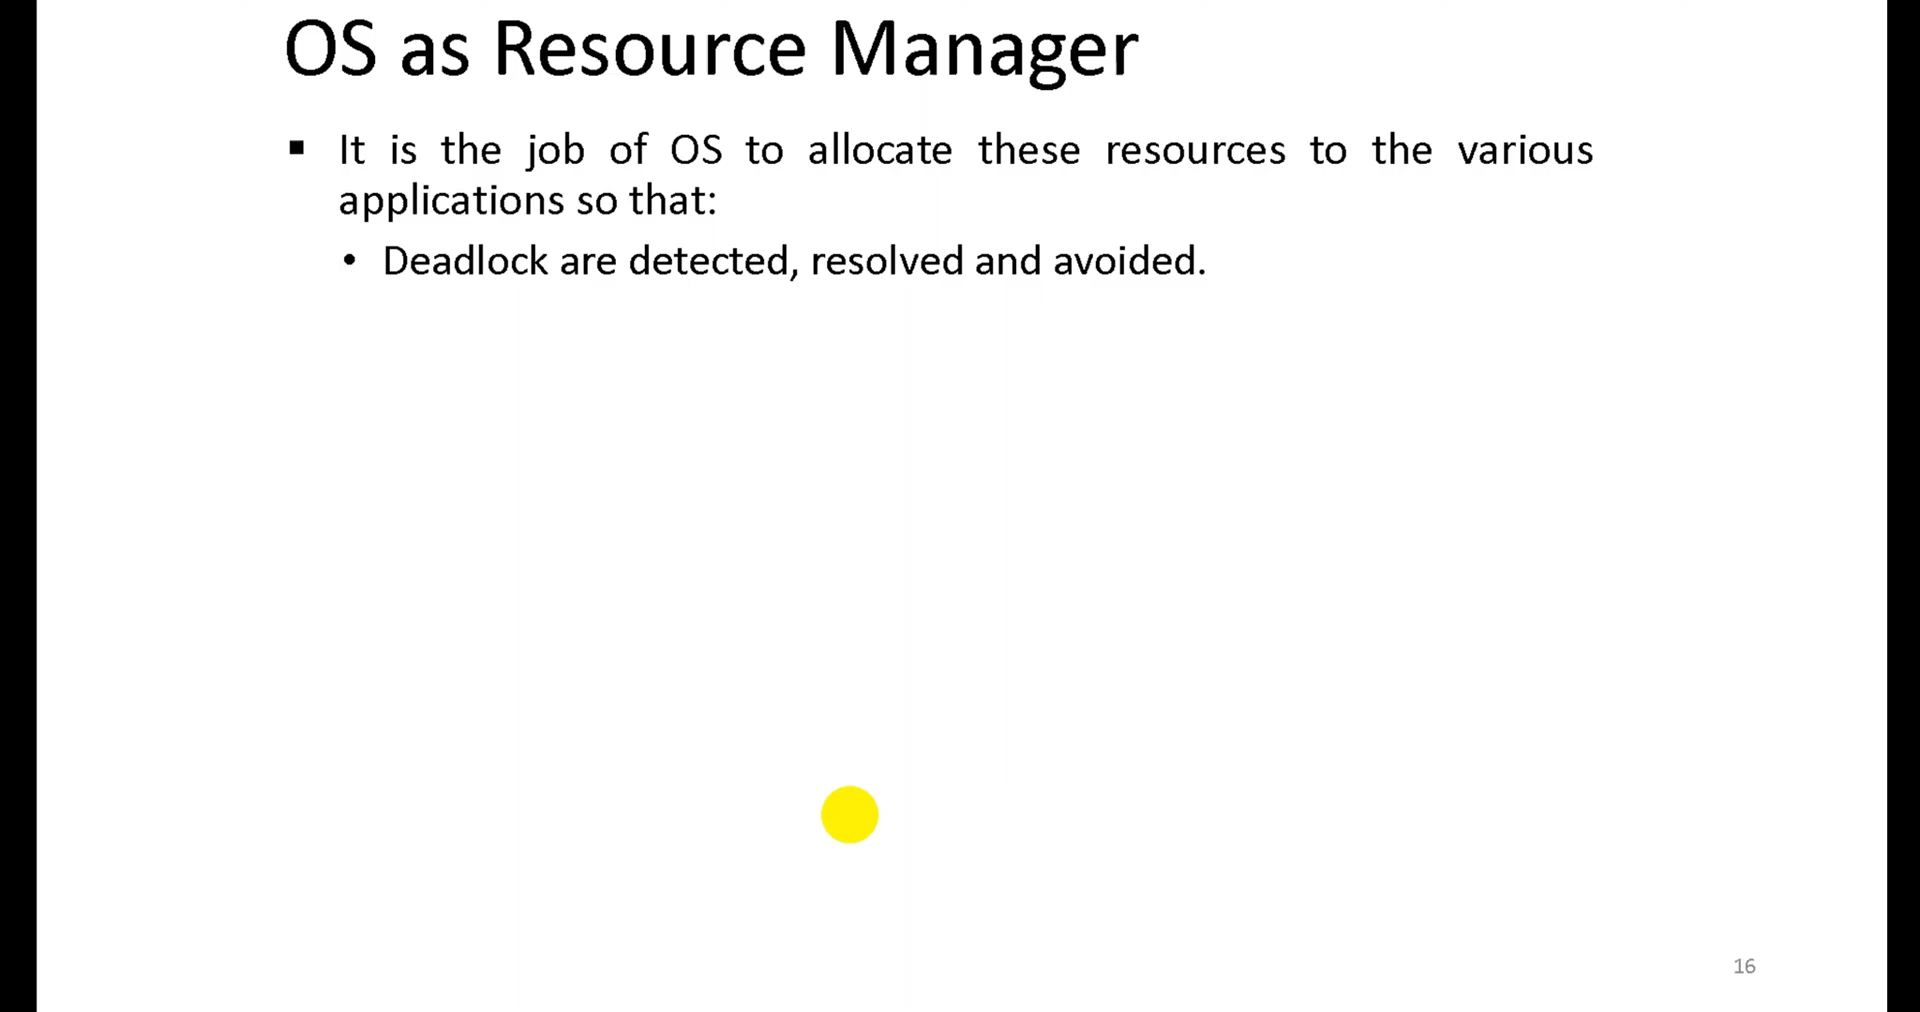 OS as Resource Manager
▪ It is the job of OS to allocate these resources to the various
applications so that:
• Deadlock are detected, resolved and avoided.
16